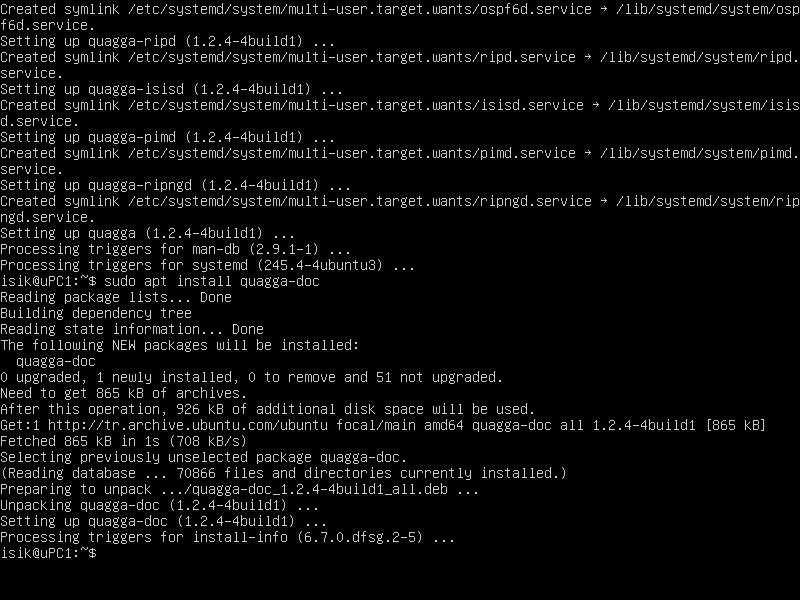 Created symlink /etc/systemd/system/multi-user.target.wants/ospf6d.service → /lib/systemd/system/osp
f6d.service.
Setting up quagga-ripd (1.2.4-4build1) ...
Created symlink /etc/systemd/system/multi-user.target.wants/ripd.service → /lib/systemd/system/ripd.
service.
Setting up quagga-isisd (1.2.4-4build1) ...
Created symlink /etc/systemd/system/multi-user.target.wants/isisd.service → /lib/systemd/system/isis
d.service.
Setting up quagga-pimd (1.2.4-4build1) ...
Created symlink /etc/systemd/system/multi-user.target.wants/pimd.service → /lib/systemd/system/pimd.
service.
Setting up quagga-ripngd (1.2.4-4build1) ...
Created symlink /etc/systemd/system/multi-user.target.wants/ripngd.service → /lib/systemd/system/rip
ngd.service.
Setting up quagga (1.2.4-4build1) ...
Processing triggers for man-db (2.9.1-1) ...
Processing triggers for systemd (245.4-4ubuntu3) ...
isik@uPC1:~$ sudo apt install quagga-doc
Reading package lists... Done
Building dependency tree
Reading state information... Done
The following NEW packages will be installed:
  quagga-doc
0 upgraded, 1 newly installed, 0 to remove and 51 not upgraded.
Need to get 865 kB of archives.
After this operation, 926 kB of additional disk space will be used.
Get:1 http://tr.archive.ubuntu.com/ubuntu focal/main amd64 quagga-doc all 1.2.4-4build1 [865 kB]
Fetched 865 kB in 1s (708 kB/s)
Selecting previously unselected package quagga-doc.
(Reading database ... 70866 files and directories currently installed.)
Preparing to unpack .../quagga-doc_1.2.4-4build1_all.deb ...
Unpacking quagga-doc (1.2.4-4build1) ...
Setting up quagga-doc (1.2.4-4build1) ...
Processing triggers for install-info (6.7.0.dfsg.2-5) ...
isik@uPC1:~$